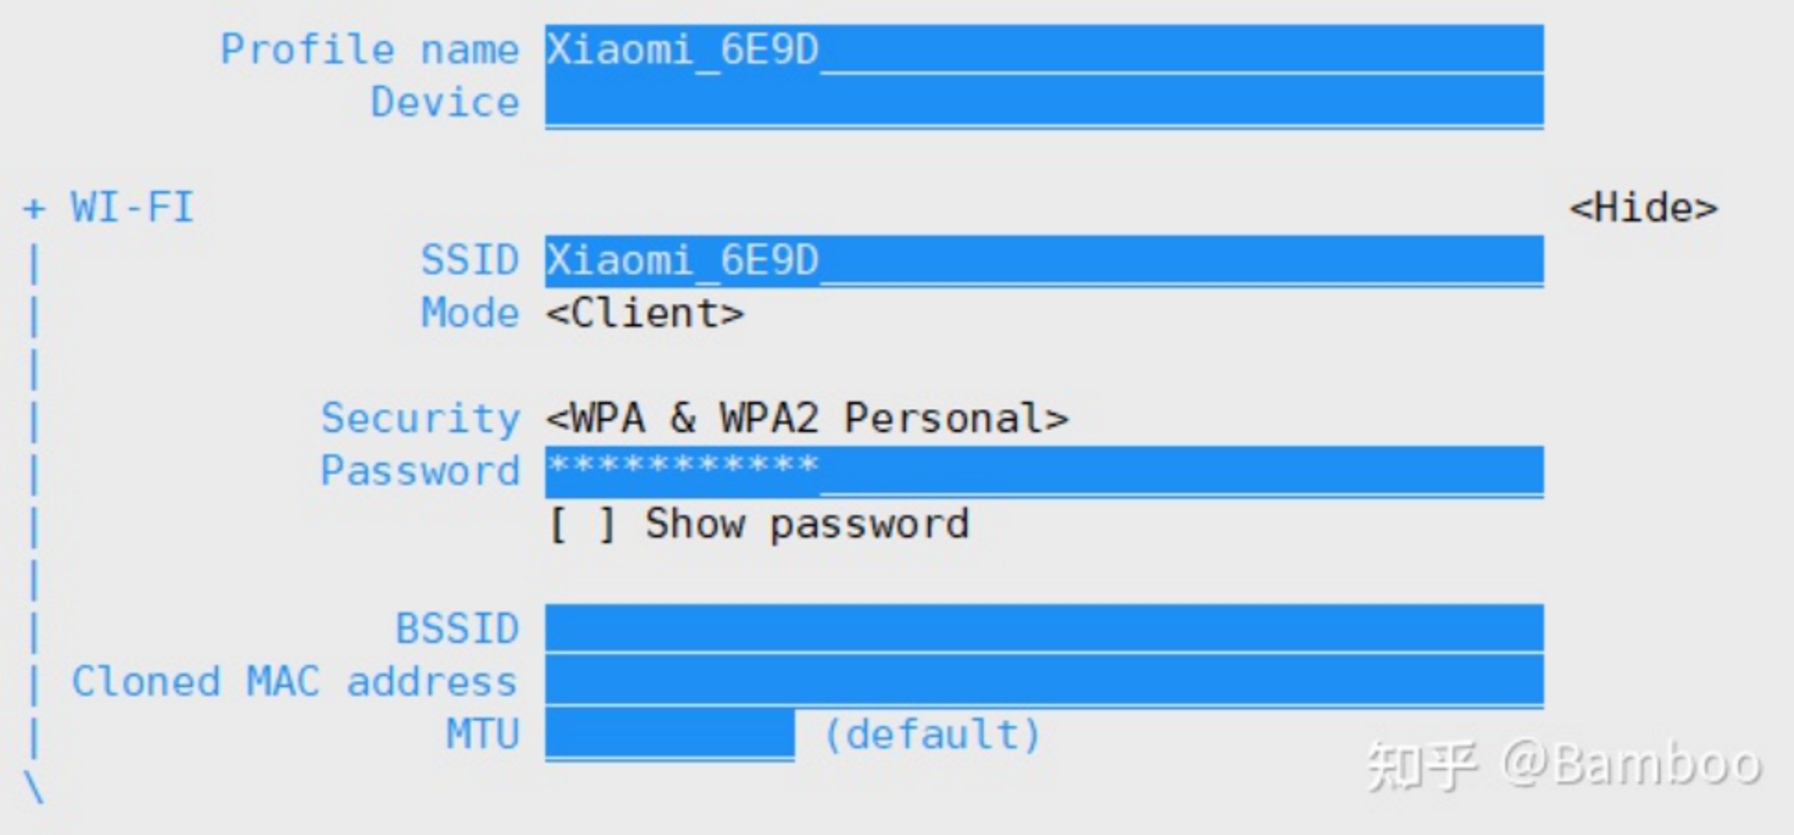 Profile name Xiaomi_6E9D
Device
+ WI-FI <Hide>
| SSID Xiaomi_6E9D
| Mode <Client>
|
| Security <WPA & WPA2 Personal>
| Password ***********
| [ ] Show password
|
| BSSID
| Cloned MAC address
| MTU (default)
\
知乎 @Bamboo